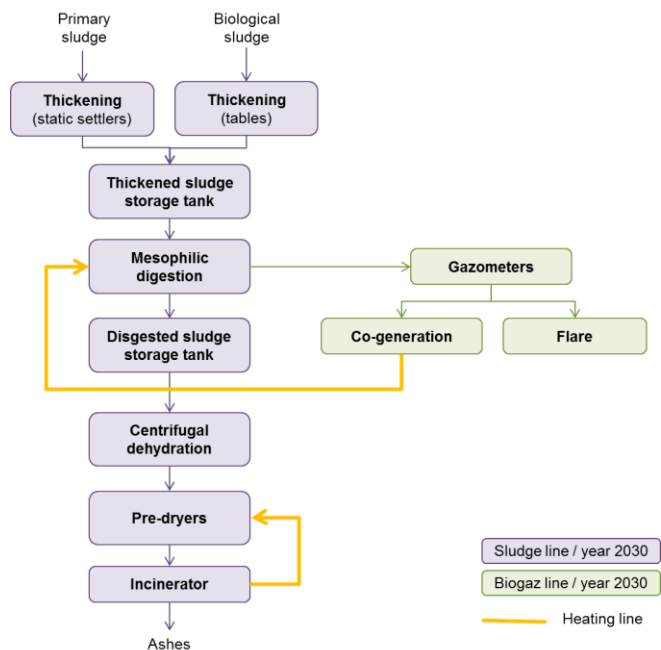 Primary
sludge
Biological
sludge
Thickening
(static settlers)
Thickening
(tables)
Thickened sludge
storage tank
Mesophilic
digestion
Gazometers
Disgested sludge
storage tank
Co-generation
Flare
Centrifugal
dehydration
Pre-dryers
Incinerator
Ashes
Sludge line / year 2030
Biogaz line / year 2030
Heating line